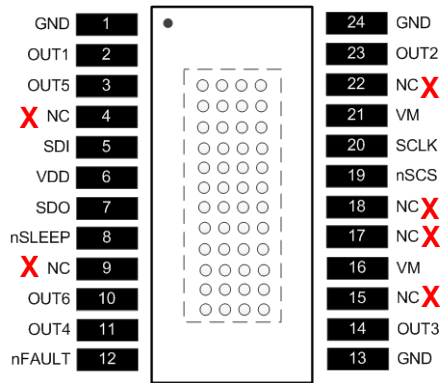 GND 1 24 GND
OUT1 2 23 OUT2
OUT5 3 22 NC X
X NC 4 21 VM
SDI 5 20 SCLK
VDD 6 19 nSCS
SDO 7 18 NC X
nSLEEP 8 17 NC X
X NC 9 16 VM
OUT6 10 15 NC X
OUT4 11 14 OUT3
nFAULT 12 13 GND